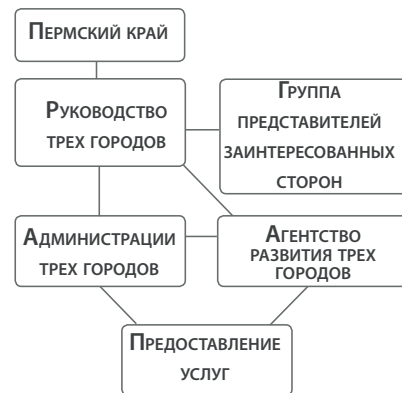 Пермский край
Руководство
трех городов
Группа
представителей
заинтересованных
сторон
Администрации
трех городов
Агентство
развития трех
городов
Предоставление
услуг